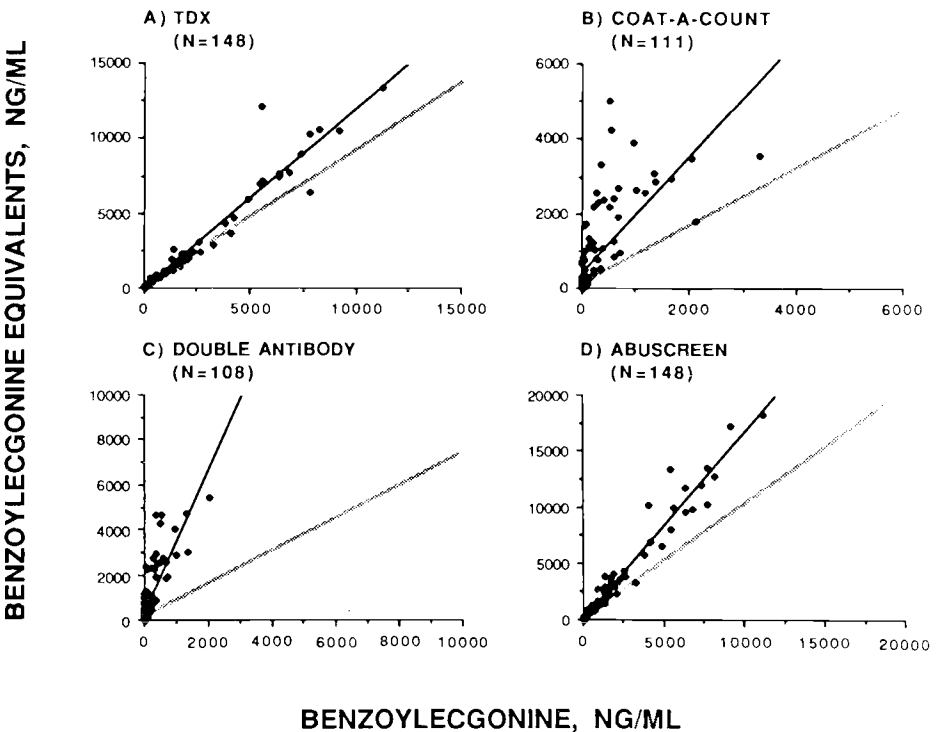 BENZOYLECGONINE EQUIVALENTS, NG/ML
A) TDX
(N=148)
15000
10000
5000
0
0 5000 10000 15000
B) COAT-A-COUNT
(N=111)
6000
4000
2000
0
0 2000 4000 6000
C) DOUBLE ANTIBODY
(N=108)
10000
8000
6000
4000
2000
0
0 2000 4000 6000 8000 10000
D) ABUSCREEN
(N=148)
20000
15000
10000
5000
0
0 5000 10000 15000 20000
BENZOYLECGONINE, NG/ML